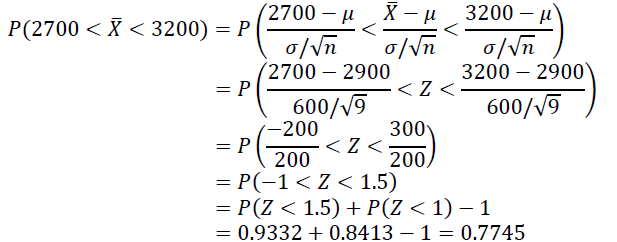 P(2700 < X̄ < 3200) = P((2700 − μ)/(σ/√n) < (X̄ − μ)/(σ/√n) < (3200 − μ)/(σ/√n))
= P((2700 − 2900)/(600/√9) < Z < (3200 − 2900)/(600/√9))
= P(−200/200 < Z < 300/200)
= P(−1 < Z < 1.5)
= P(Z < 1.5) + P(Z < 1) − 1
= 0.9332 + 0.8413 − 1 = 0.7745